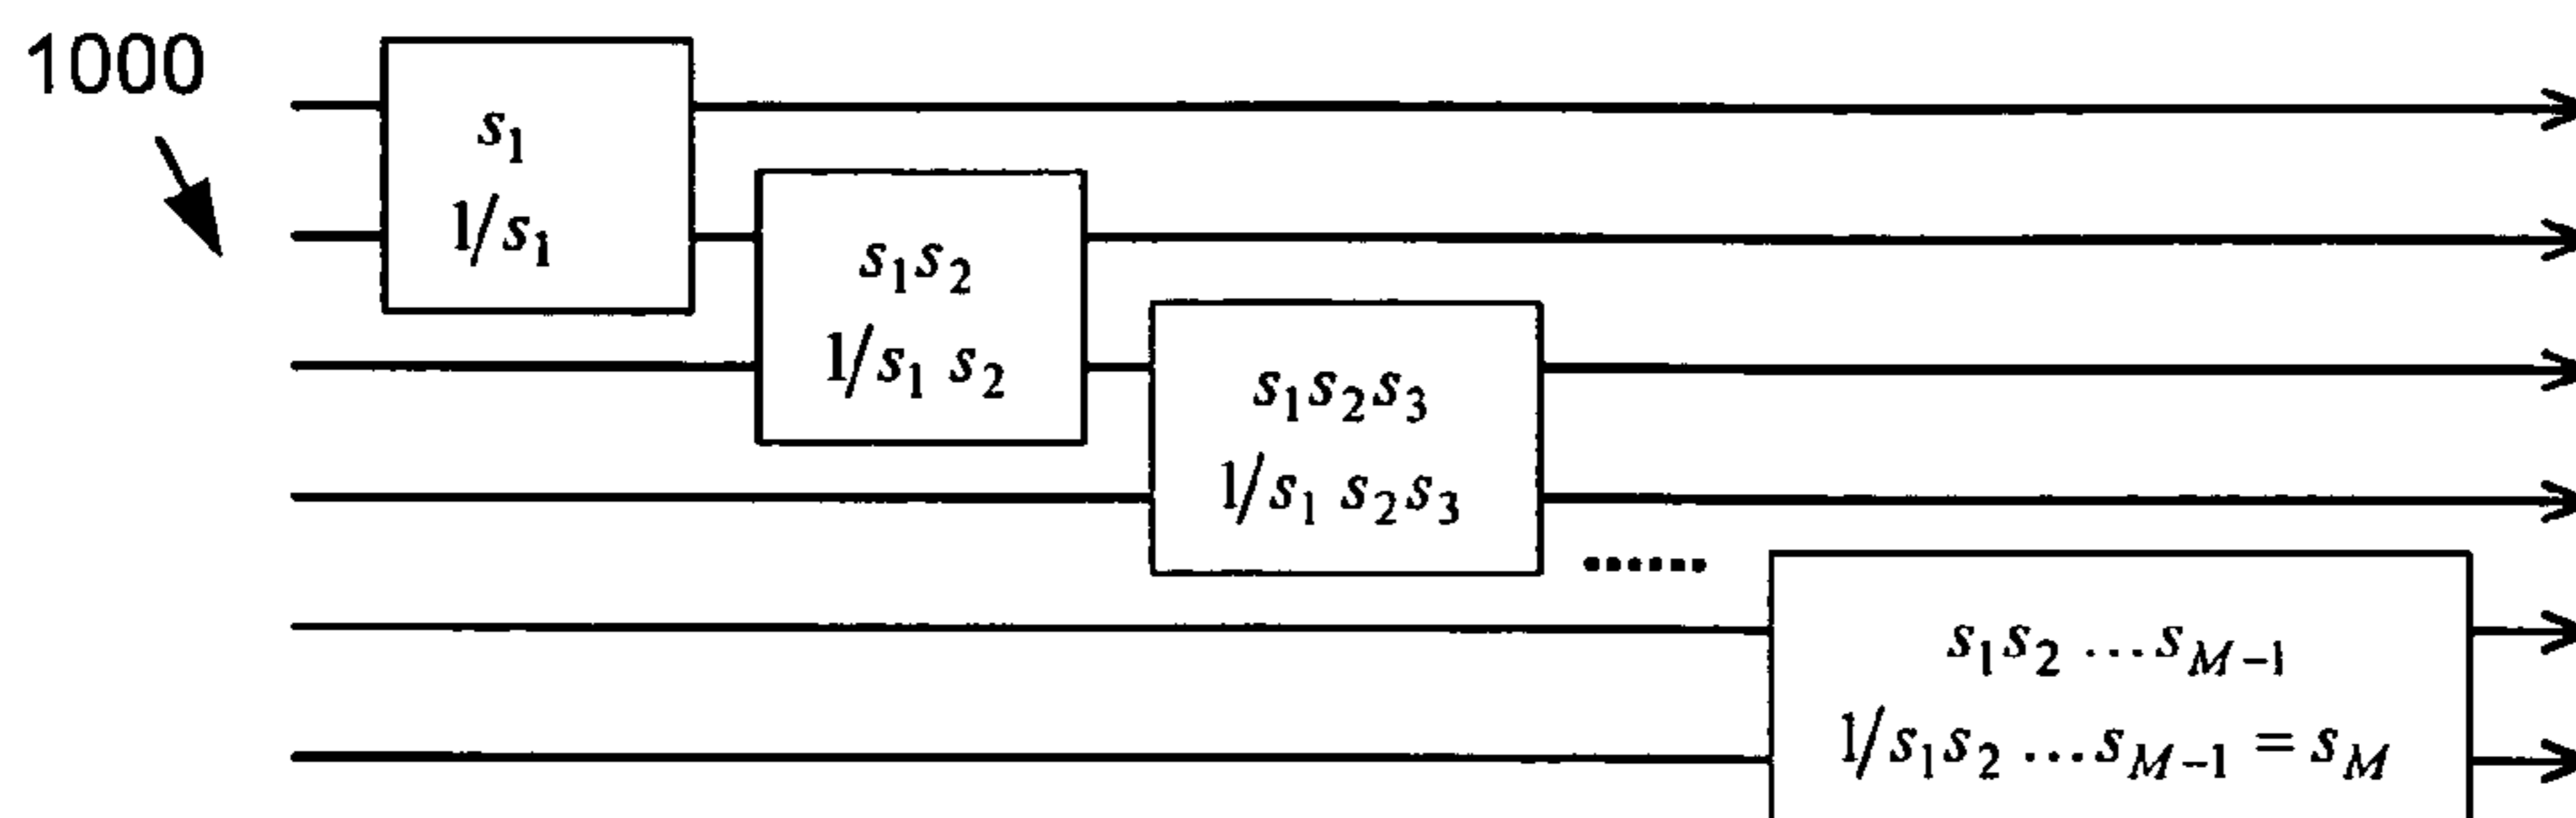 1000
s₁
1/s₁
s₁s₂
1/s₁ s₂
s₁s₂s₃
1/s₁ s₂s₃
......
s₁s₂ ...s_{M-1}
1/s₁s₂ ...s_{M-1} = s_M